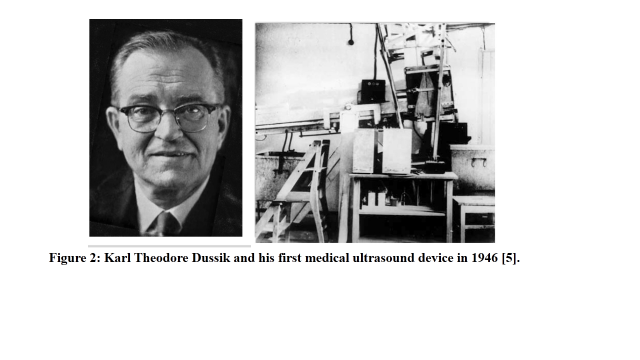 Figure 2: Karl Theodore Dussik and his first medical ultrasound device in 1946 [5].